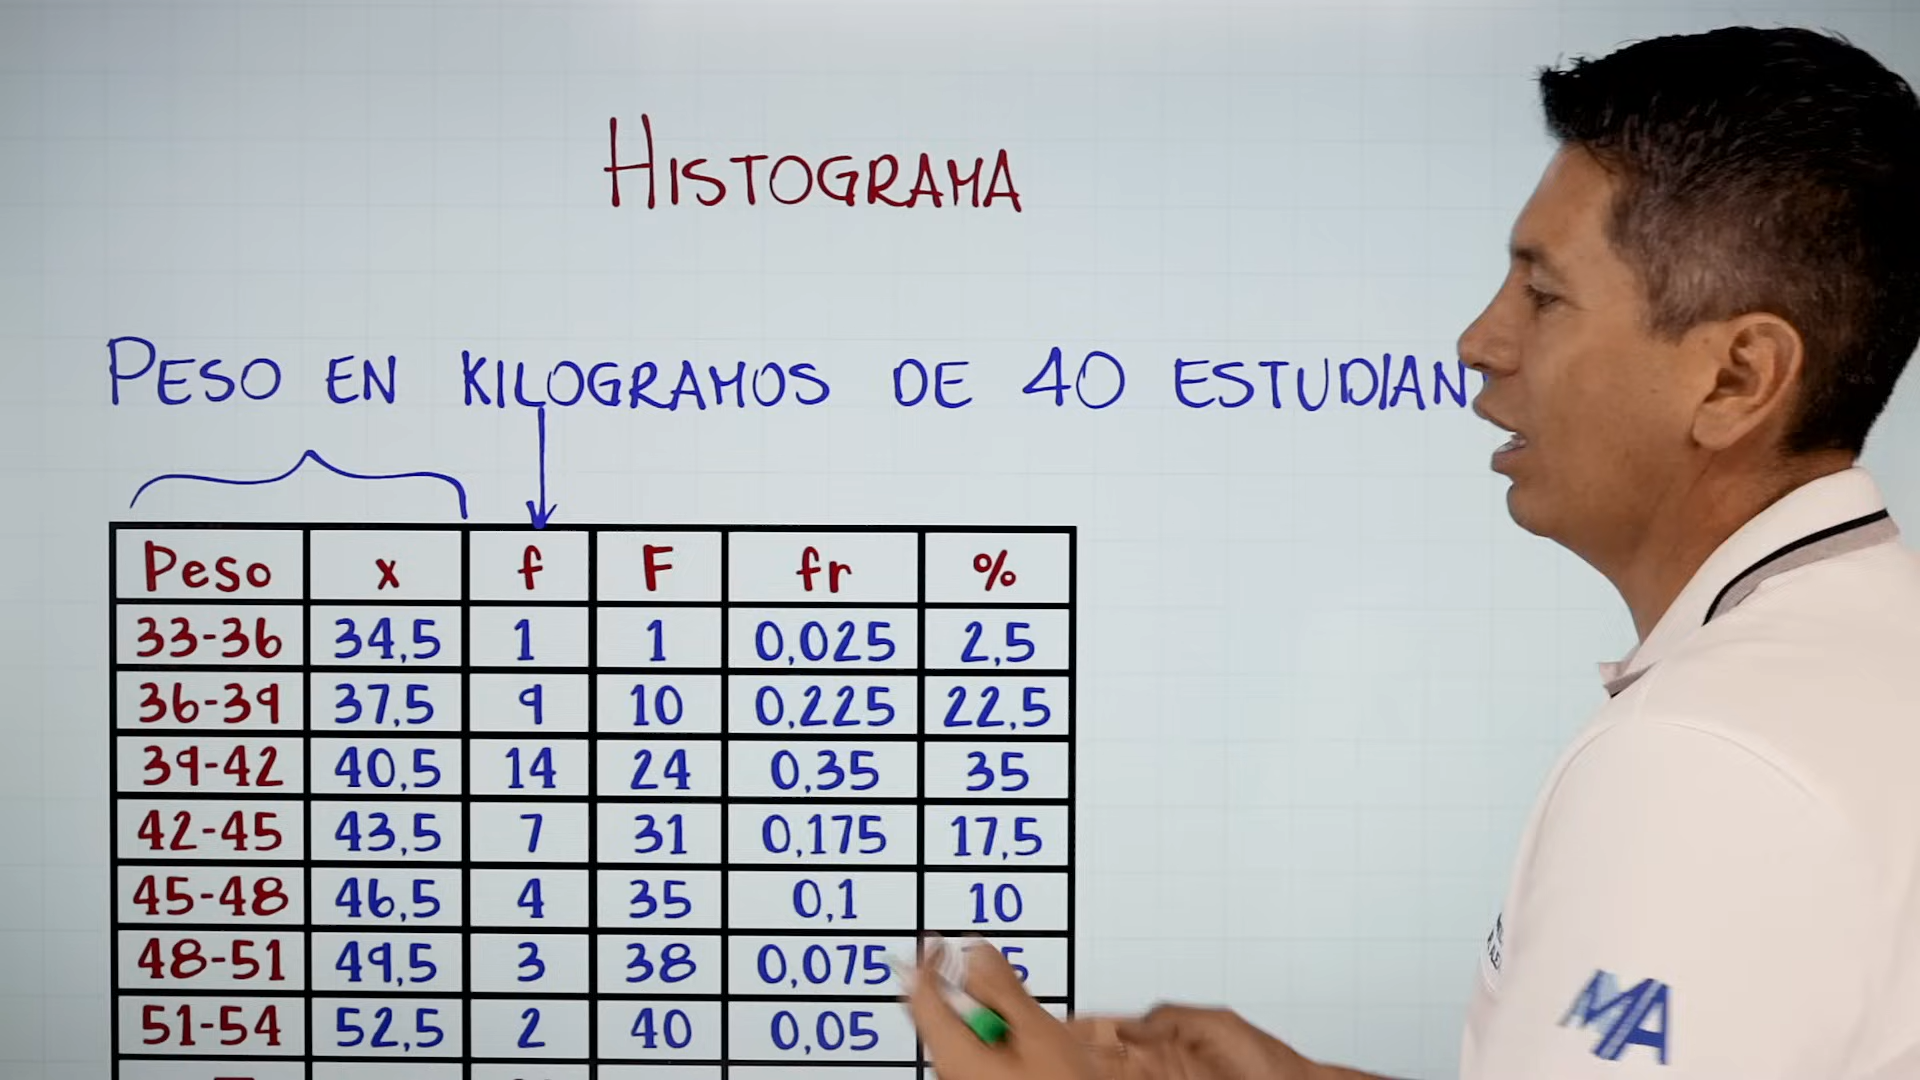 HISTOGRAMA
PESO EN KILOGRAMOS DE 40 ESTUDIAN
Peso x f F fr %
33-36 34,5 1 1 0,025 2,5
36-39 37,5 9 10 0,225 22,5
39-42 40,5 14 24 0,35 35
42-45 43,5 7 31 0,175 17,5
45-48 46,5 4 35 0,1 10
48-51 49,5 3 38 0,075 5
51-54 52,5 2 40 0,05
MA